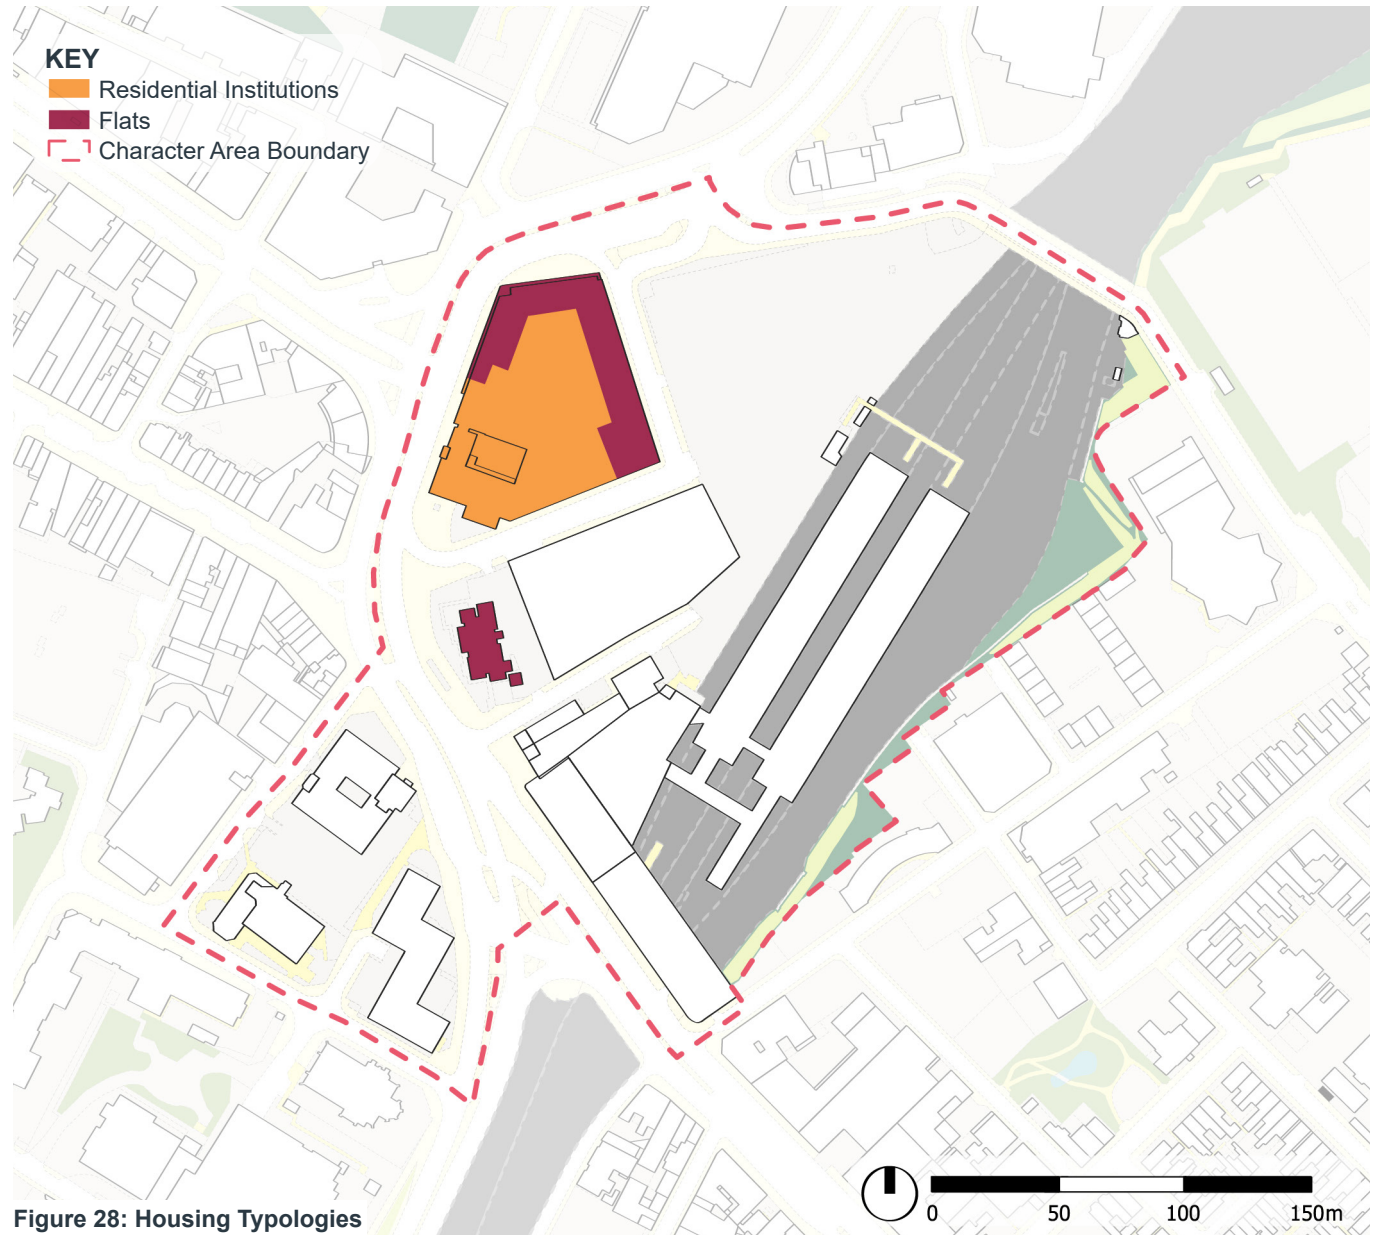 KEY
Residential Institutions
Flats
Character Area Boundary
0 50 100 150m
Figure 28: Housing Typologies